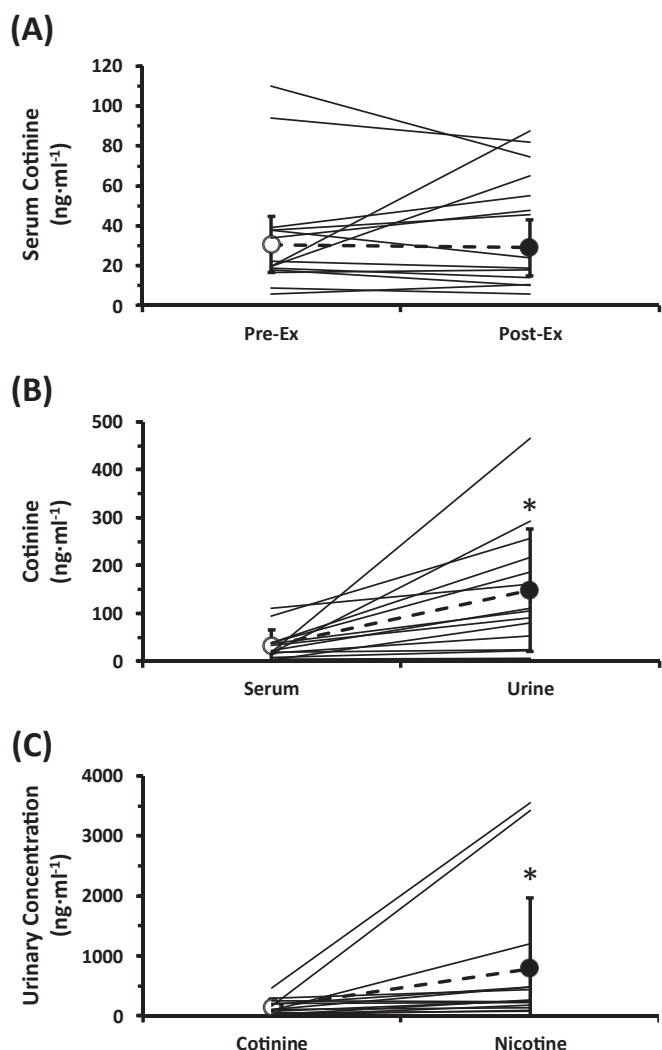 (A)
Serum Cotinine
(ng·ml⁻¹)
120
100
80
60
40
20
0
Pre-Ex
Post-Ex
(B)
Cotinine
(ng·ml⁻¹)
500
400
300
200
100
0
*
Serum
Urine
(C)
Urinary Concentration
(ng·ml⁻¹)
4000
3000
2000
1000
0
*
Cotinine
Nicotine